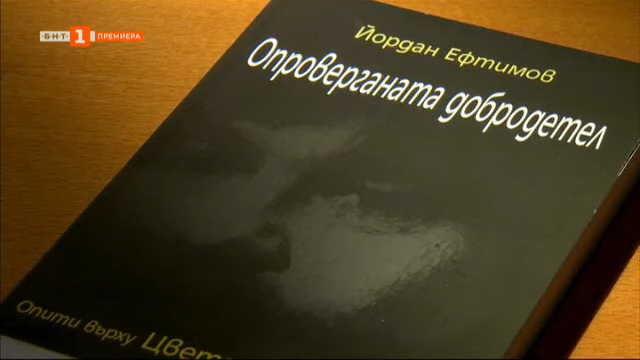 БНТ 1 ПРЕМИЕРА
Йордан Ефтимов
Опроверганата добродетел
Опити върху